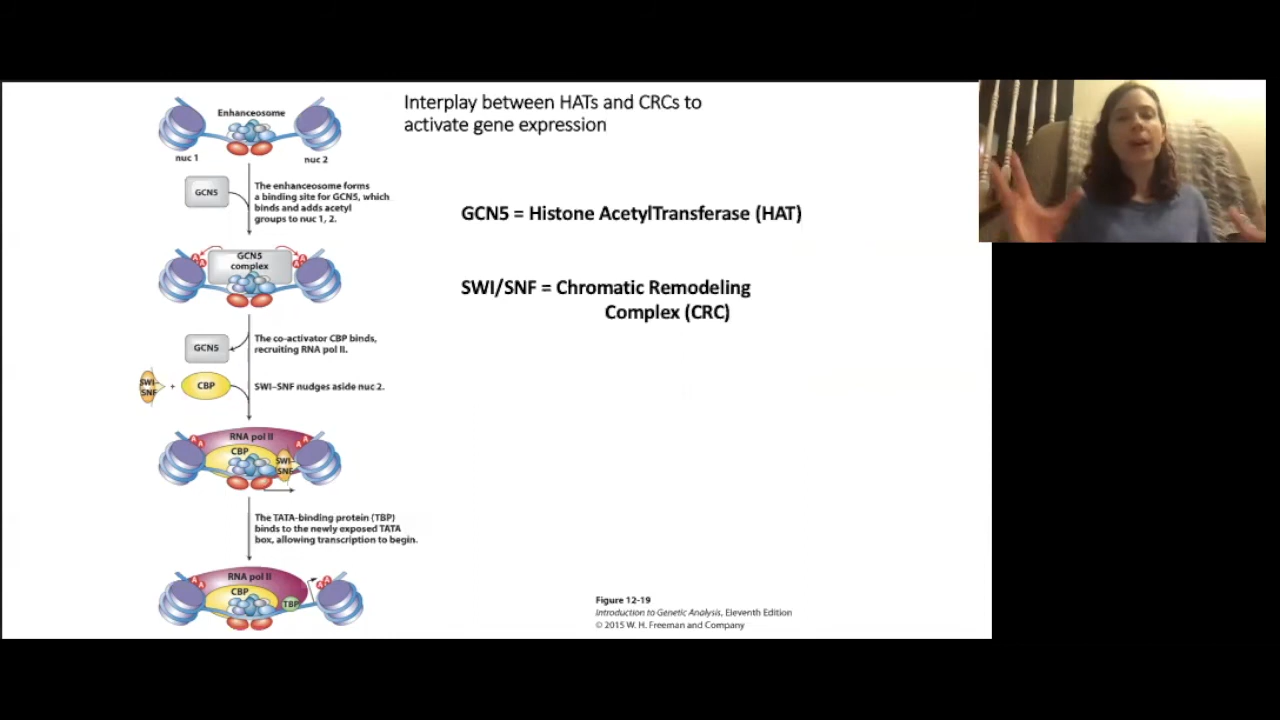 Interplay between HATs and CRCs to
activate gene expression
Enhanceosome
nuc 1
nuc 2
GCN5
The enhanceosome forms
a binding site for GCN5, which
binds and adds acetyl
groups to nuc 1, 2.
GCN5 = Histone AcetylTransferase (HAT)
A
A
GCN5
complex
A
A
SWI/SNF = Chromatic Remodeling
Complex (CRC)
GCN5
The co-activator CBP binds,
recruiting RNA pol II.
SWI–
SNF
+
CBP
SWI–SNF nudges aside nuc 2.
A
A
RNA pol II
A
A
CBP
SWI–
SNF
The TATA-binding protein (TBP)
binds to the newly exposed TATA
box, allowing transcription to begin.
A
A
RNA pol II
A
A
CBP
TBP
Figure 12-19
Introduction to Genetic Analysis, Eleventh Edition
© 2015 W. H. Freeman and Company